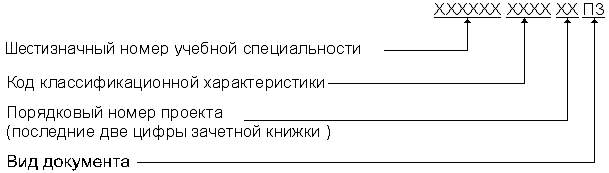 XXXXXX XXXX XX ПЗ
Шестизначный номер учебной специальности
Код классификационной характеристики
Порядковый номер проекта
(последние две цифры зачетной книжки )
Вид документа